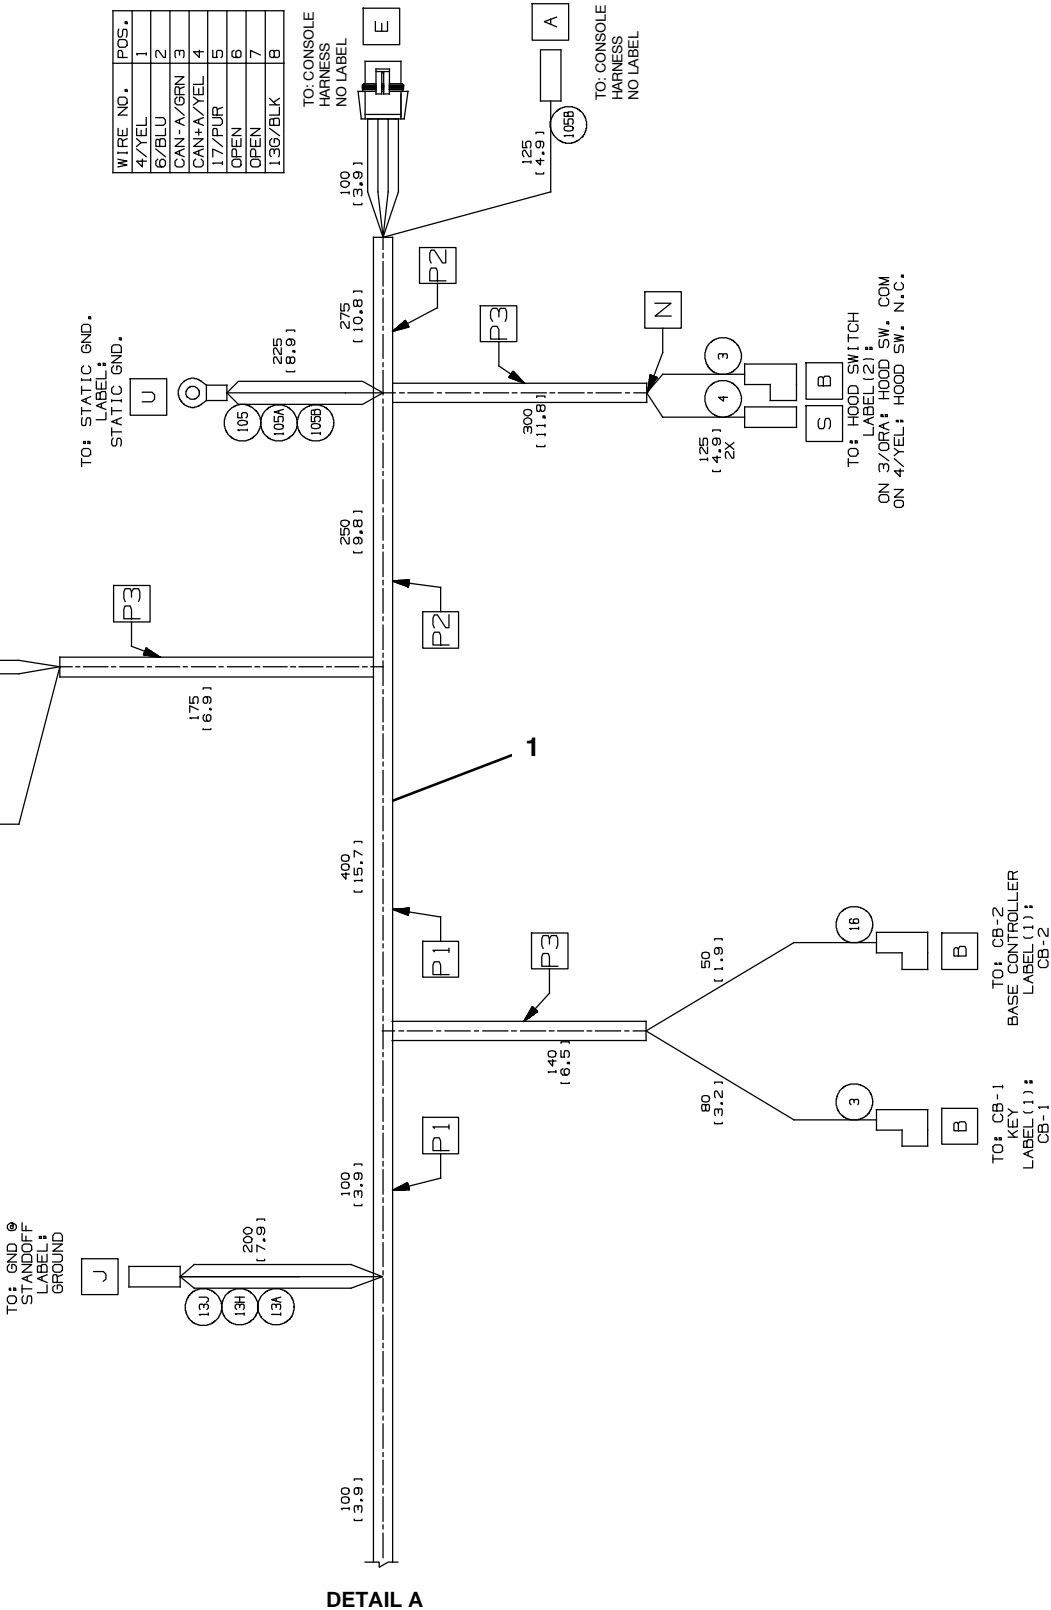 WIRE NO. POS.
4/YEL 1
6/BLU 2
CAN-A/GRN 3
CAN+A/YEL 4
17/PUR 5
OPEN 6
OPEN 7
13G/BLK 8
TO: CONSOLE
HARNESS
NO LABEL
E
100
[3.9]
TO: CONSOLE
HARNESS
NO LABEL
A
105B
125
[4.9]
TO: STATIC GND.
LABEL:
STATIC GND.
U
225
[8.9]
105
105A
105B
275
[10.8]
P2
P3
300
[11.8]
N
3
4
125
[4.9]
2X
B
S
TO: HOOD SWITCH
LABEL(2):
ON 3/ORA: HOOD SW. COM
ON 4/YEL: HOOD SW. N.C.
250
[9.8]
P2
P3
175
[6.9]
1
400
[15.7]
P1
P3
140
[6.5]
50
[1.9]
16
B
TO: CB-2
BASE CONTROLLER
LABEL(1):
CB-2
80
[3.2]
3
B
TO: CB-1
KEY
LABEL(1):
CB-1
P1
100
[3.9]
TO: GND @
STANDOFF
LABEL:
GROUND
J
200
[7.9]
13J
13H
13A
100
[3.9]
DETAIL A